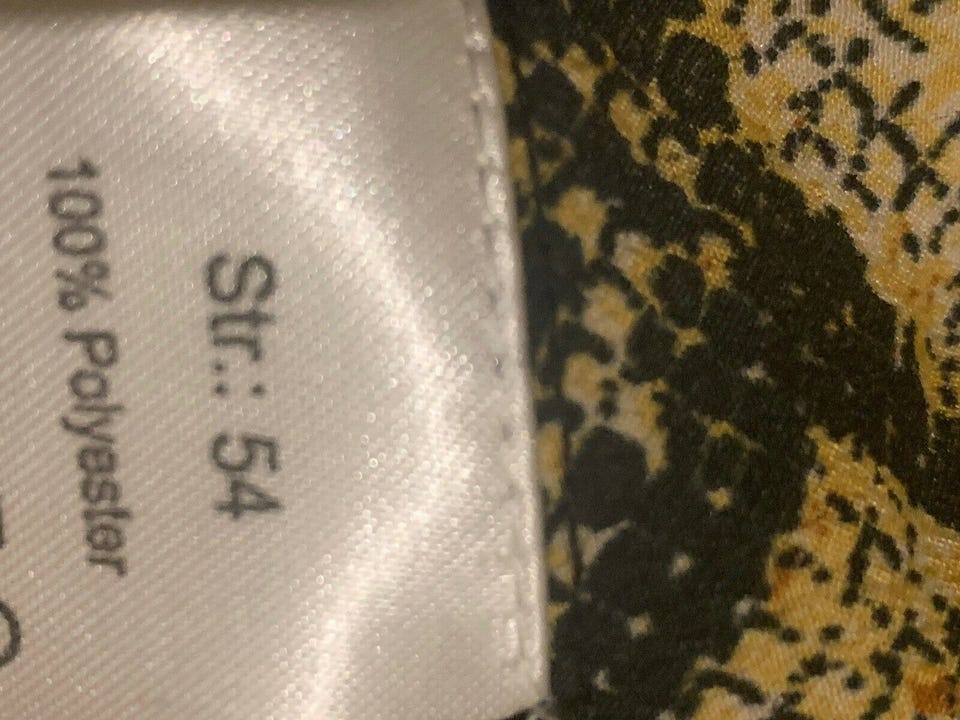 Str.: 54
100% Polyester